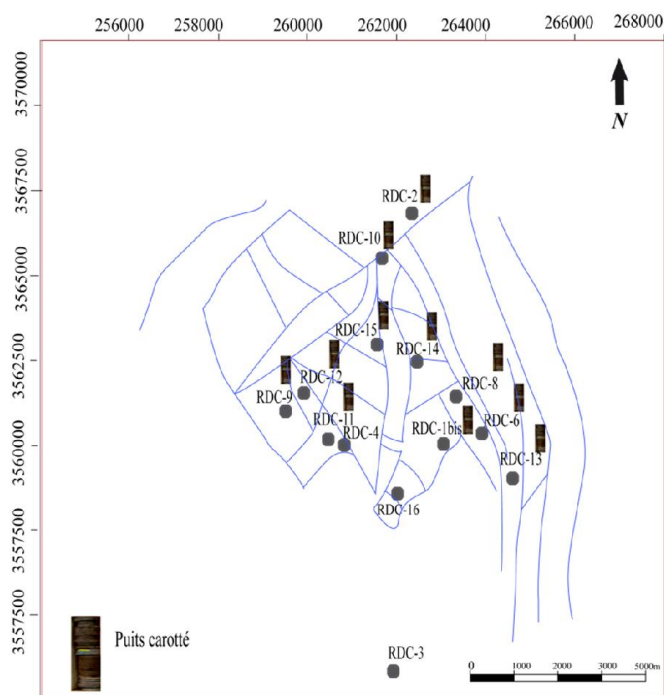 256000 258000 260000 262000 264000 266000 268000
3570000
N
3567500
RDC-2
RDC-10
3565000
RDC-15
RDC-14
3562500
RDC-12
RDC-9
RDC-8
RDC-11
RDC-4
RDC-1bis
RDC-6
3560000
RDC-13
RDC-16
3557500
3557500
Puits carotté
RDC-3
0 1000 2000 3000 4000 5000m